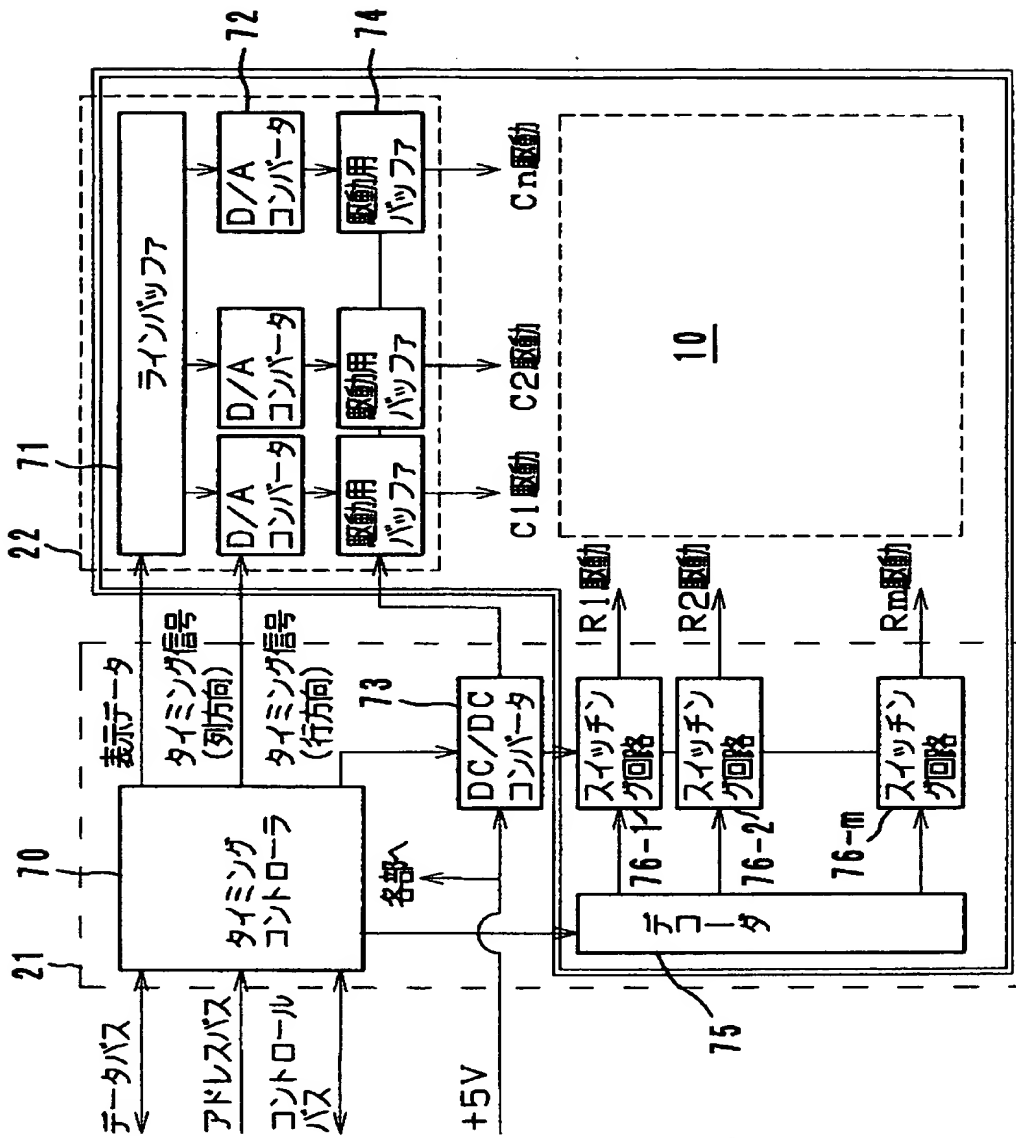 データバス
アドレスバス
コントロール
バス
+5V
21
70
タイミング
コントローラ
各部へ
表示データ
タイミング信号
(列方向)
タイミング信号
(行方向)
73
DC/DC
コンバータ
22
71
ラインバッファ
D/A
コンバータ
D/A
コンバータ
D/A
コンバータ
72
駆動用
バッファ
駆動用
バッファ
駆動用
バッファ
74
C1駆動
C2駆動
Cn駆動
75
デコーダ
76-1
76-2
76-m
スイッチン
グ回路
スイッチン
グ回路
スイッチン
グ回路
R1駆動
R2駆動
Rm駆動
10